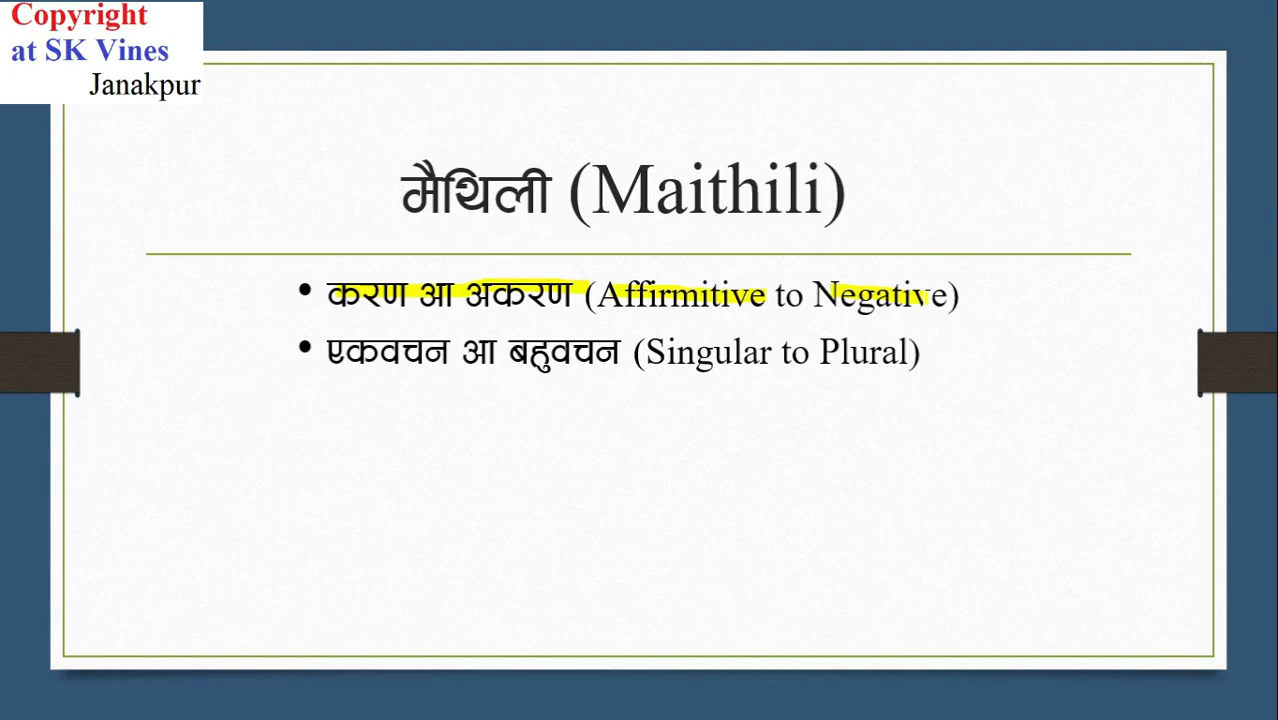 Copyright
at SK Vines
Janakpur
मैथिली (Maithili)
• करण आ अकरण (Affirmitive to Negative)
• एकवचन आ बहुवचन (Singular to Plural)